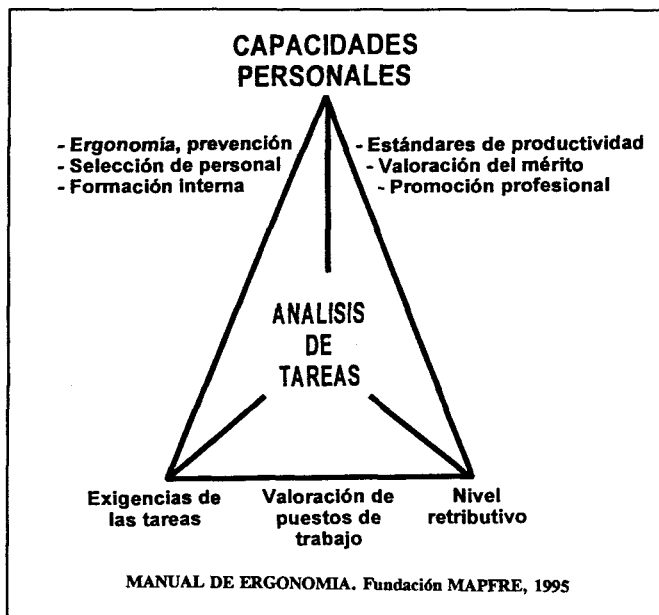 CAPACIDADES
PERSONALES
- Ergonomía, prevención
- Selección de personal
- Formación interna
- Estándares de productividad
- Valoración del mérito
- Promoción profesional
ANALISIS
DE
TAREAS
Exigencias de
las tareas
Valoración de
puestos de
trabajo
Nivel
retributivo
MANUAL DE ERGONOMIA. Fundación MAPFRE, 1995